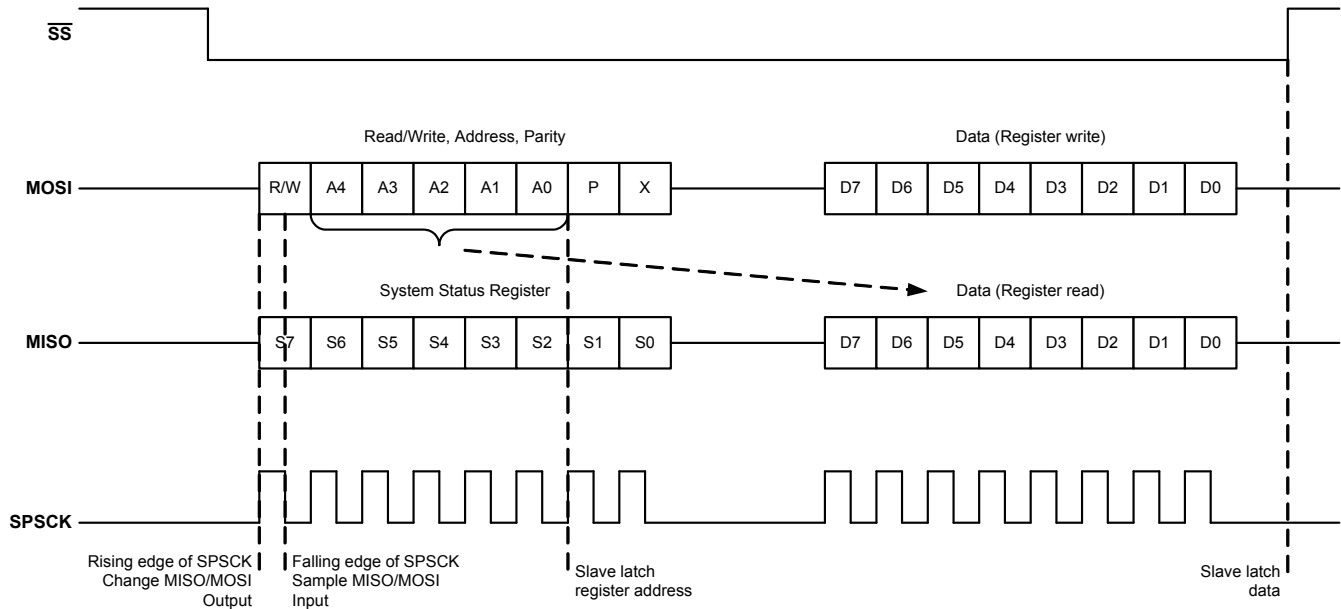 SS
Read/Write, Address, Parity
Data (Register write)
MOSI
R/W A4 A3 A2 A1 A0 P X
D7 D6 D5 D4 D3 D2 D1 D0
System Status Register
Data (Register read)
MISO
S7 S6 S5 S4 S3 S2 S1 S0
D7 D6 D5 D4 D3 D2 D1 D0
SPSCK
Rising edge of SPSCK
Change MISO/MOSI
Output
Falling edge of SPSCK
Sample MISO/MOSI
Input
Slave latch
register address
Slave latch
data